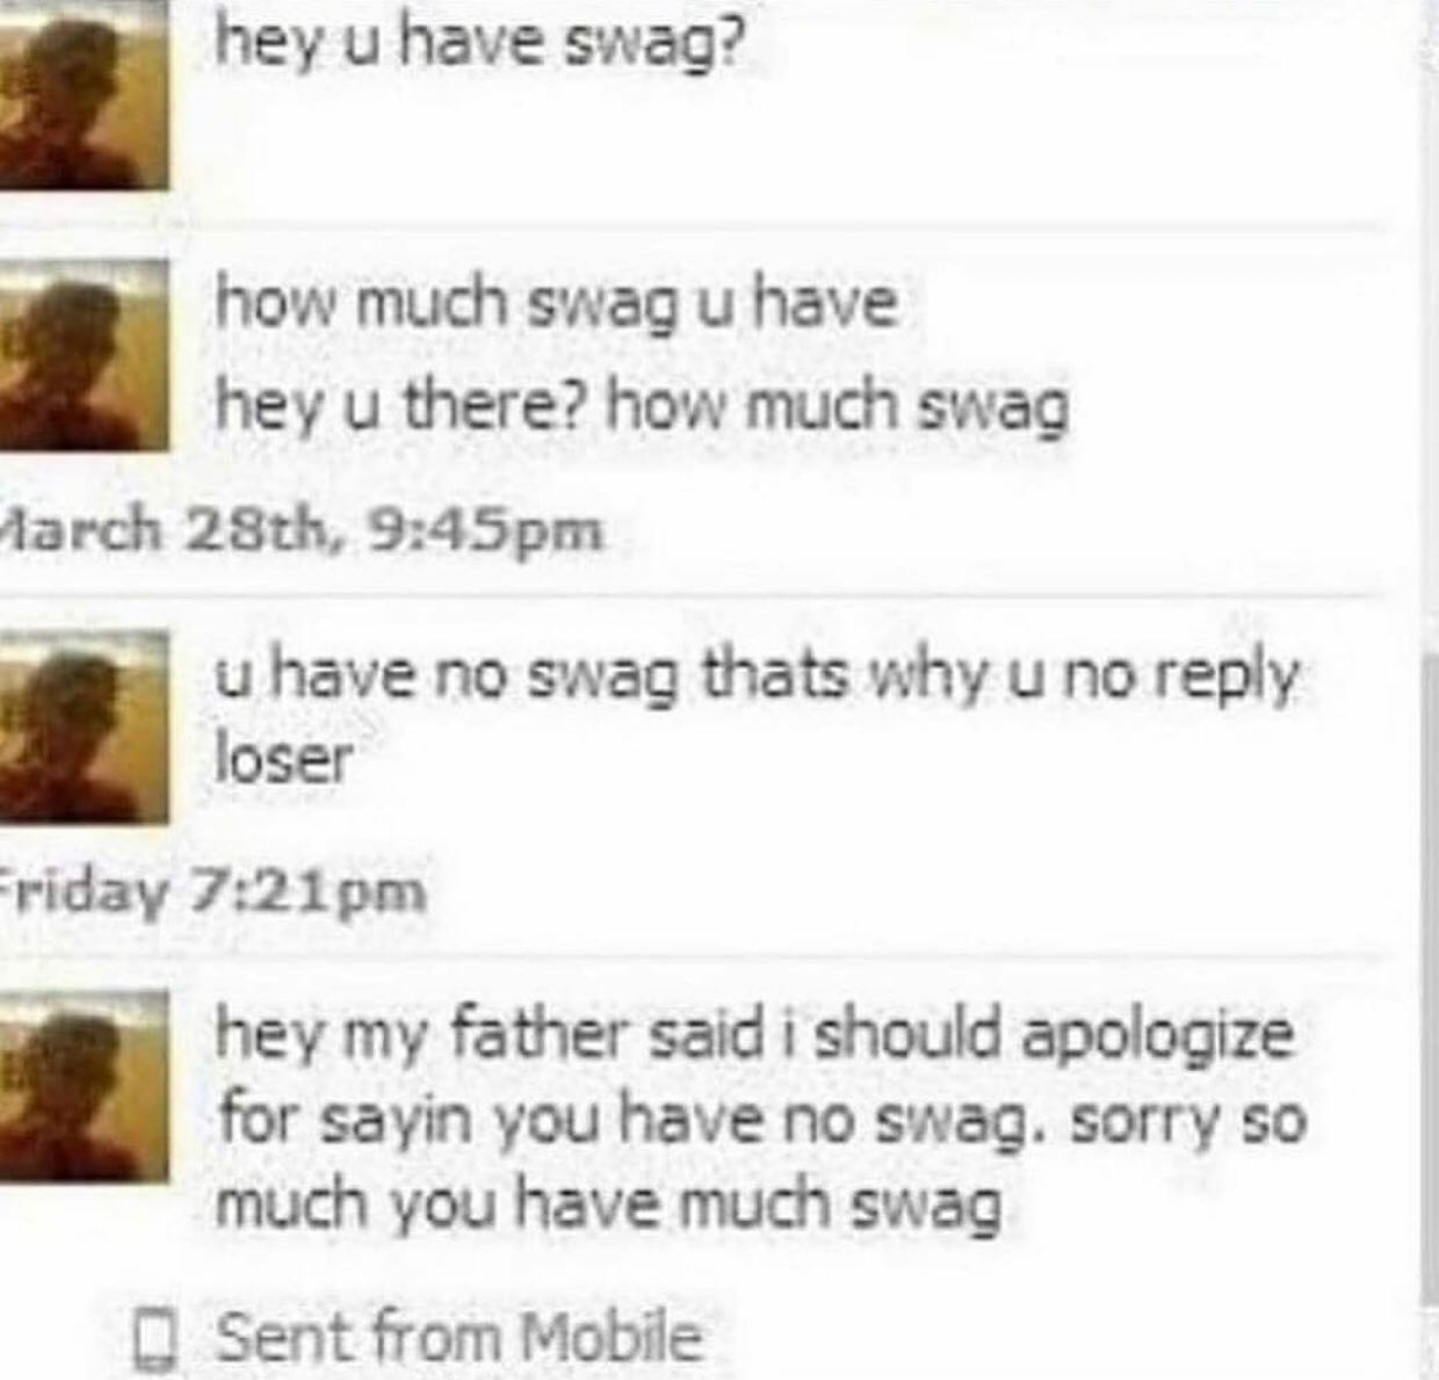 hey u have swag?
how much swag u have
hey u there? how much swag
March 28th, 9:45pm
u have no swag thats why u no reply
loser
Friday 7:21pm
hey my father said i should apologize
for sayin you have no swag. sorry so
much you have much swag
Sent from Mobile